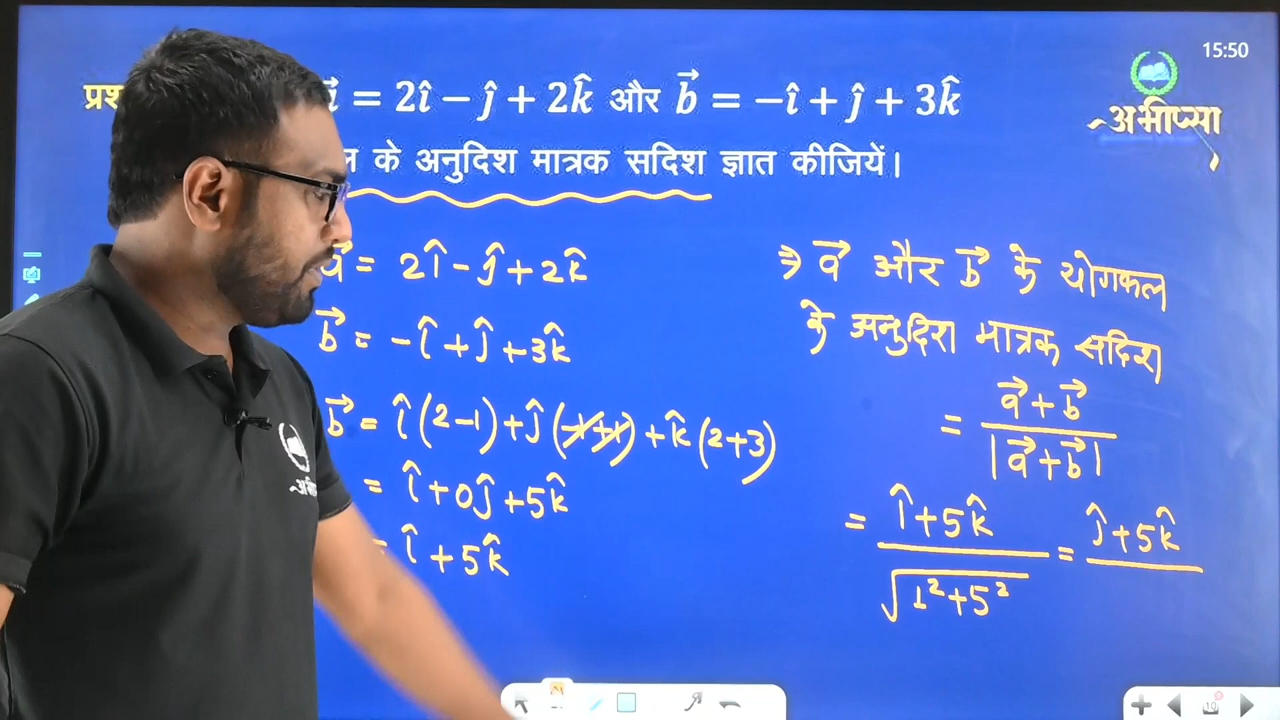 15:50
अभीप्सा
= 2î − ĵ + 2k̂ और b⃗ = −î + ĵ + 3k̂
के अनुदिश मात्रक सदिश ज्ञात कीजियें।
a⃗ = 2î - ĵ + 2k̂
b⃗ = -î + ĵ + 3k̂
b⃗ = î (2-1) + ĵ (-1+1) + k̂ (2+3)
= î + 0ĵ + 5k̂
= î + 5k̂
⇒ a⃗ और b⃗ के योगफल
के अनुदिश मात्रक सदिश
= a⃗ + b⃗ / |a⃗ + b⃗|
= î + 5k̂ / √1² + 5² = ĵ + 5k̂
10